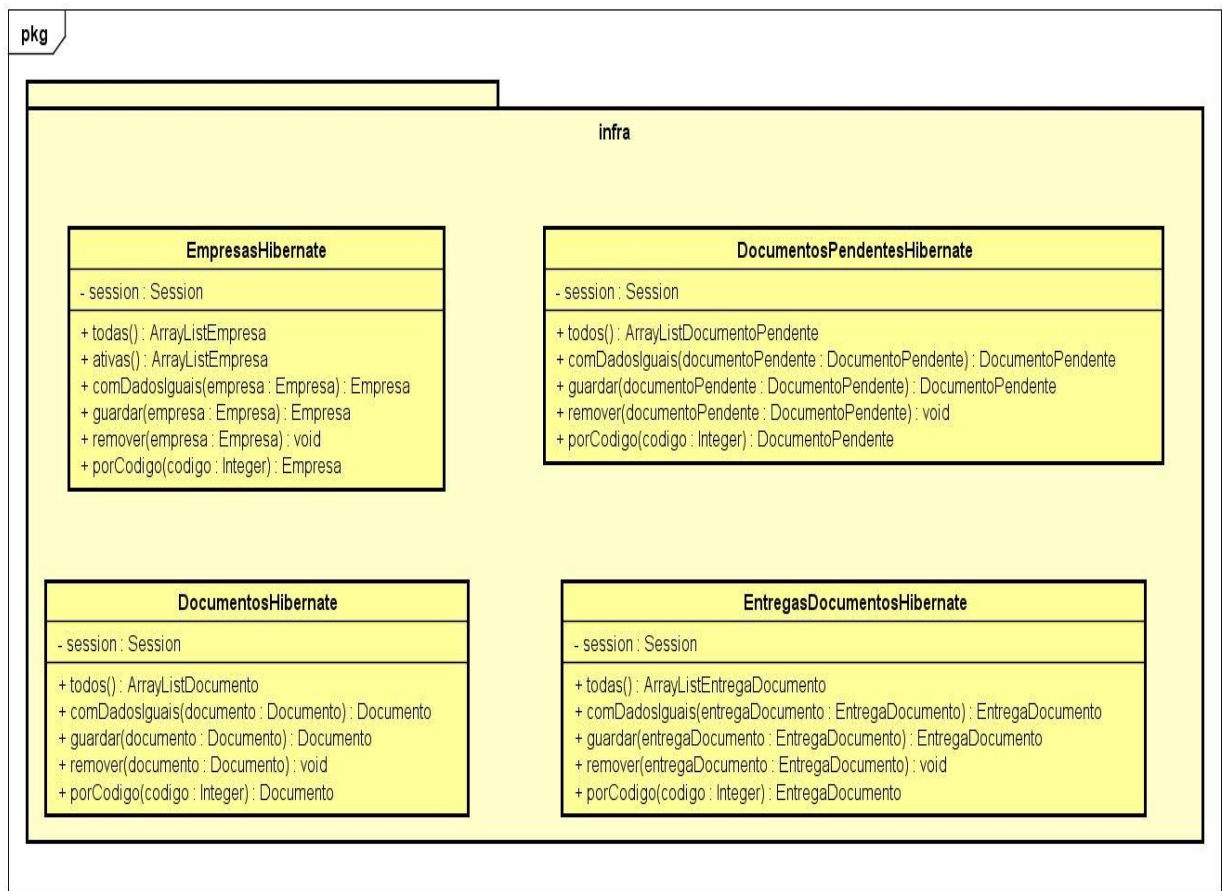 pkg
infra
EmpresasHibernate
- session : Session
+ todas() : ArrayListEmpresa
+ ativas() : ArrayListEmpresa
+ comDadosIguais(empresa : Empresa) : Empresa
+ guardar(empresa : Empresa) : Empresa
+ remover(empresa : Empresa) : void
+ porCodigo(codigo : Integer) : Empresa
DocumentosPendentesHibernate
- session : Session
+ todos() : ArrayListDocumentoPendente
+ comDadosIguais(documentoPendente : DocumentoPendente) : DocumentoPendente
+ guardar(documentoPendente : DocumentoPendente) : DocumentoPendente
+ remover(documentoPendente : DocumentoPendente) : void
+ porCodigo(codigo : Integer) : DocumentoPendente
DocumentosHibernate
- session : Session
+ todos() : ArrayListDocumento
+ comDadosIguais(documento : Documento) : Documento
+ guardar(documento : Documento) : Documento
+ remover(documento : Documento) : void
+ porCodigo(codigo : Integer) : Documento
EntregasDocumentosHibernate
- session : Session
+ todas() : ArrayListEntregaDocumento
+ comDadosIguais(entregaDocumento : EntregaDocumento) : EntregaDocumento
+ guardar(entregaDocumento : EntregaDocumento) : EntregaDocumento
+ remover(entregaDocumento : EntregaDocumento) : void
+ porCodigo(codigo : Integer) : EntregaDocumento